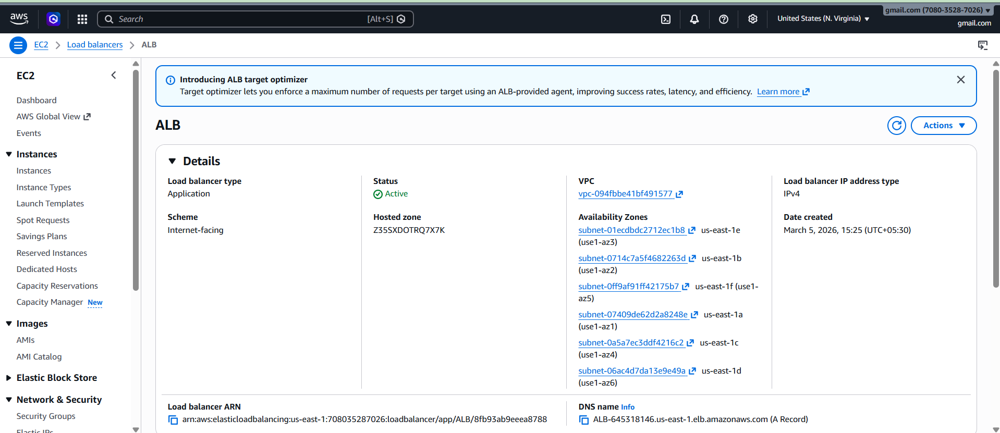 aws
Search
[Alt+S]
United States (N. Virginia)
gmail.com (7080-3528-7026)
gmail.com
EC2
Load balancers
ALB
EC2
Dashboard
AWS Global View
Events
Instances
Instances
Instance Types
Launch Templates
Spot Requests
Savings Plans
Reserved Instances
Dedicated Hosts
Capacity Reservations
Capacity Manager New
Images
AMIs
AMI Catalog
Elastic Block Store
Network & Security
Security Groups
Elastic IPs
Introducing ALB target optimizer
Target optimizer lets you enforce a maximum number of requests per target using an ALB-provided agent, improving success rates, latency, and efficiency. Learn more
ALB
Actions
Details
Load balancer type
Application
Scheme
Internet-facing
Status
Active
Hosted zone
Z35SXDOTRQ7X7K
VPC
vpc-094fbbe41bf491577
Availability Zones
subnet-01ecdbdc2712ec1b8 us-east-1e
(use1-az3)
subnet-0714c7a5f4682263d us-east-1b
(use1-az2)
subnet-0ff9af91ff42175b7 us-east-1f (use1-
az5)
subnet-07409de62d2a8248e us-east-1a
(use1-az1)
subnet-0a5a7ec3ddf4216c2 us-east-1c
(use1-az4)
subnet-06ac4d7da13e9e49a us-east-1d
(use1-az6)
Load balancer IP address type
IPv4
Date created
March 5, 2026, 15:25 (UTC+05:30)
Load balancer ARN
arn:aws:elasticloadbalancing:us-east-1:708035287026:loadbalancer/app/ALB/8fb93ab9eeea8788
DNS name Info
ALB-645318146.us-east-1.elb.amazonaws.com (A Record)